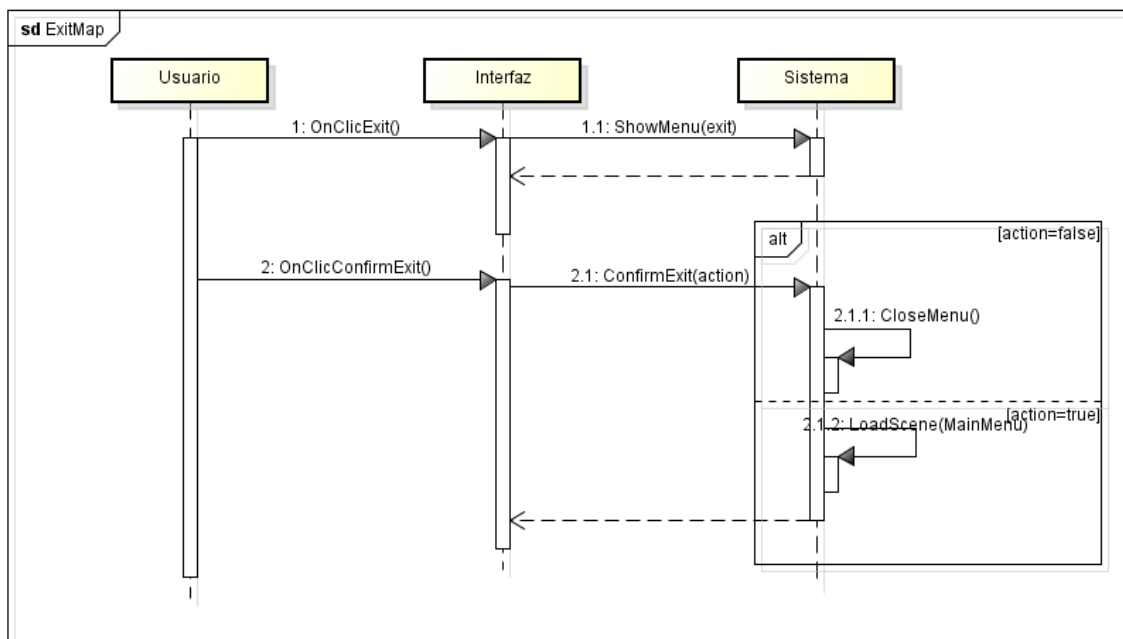 sd ExitMap
Usuario
Interfaz
Sistema
1: OnClicExit()
1.1: ShowMenu(exit)
alt
[action=false]
2: OnClicConfirmExit()
2.1: ConfirmExit(action)
2.1.1: CloseMenu()
[action=true]
2.1.2: LoadScene(MainMenu)